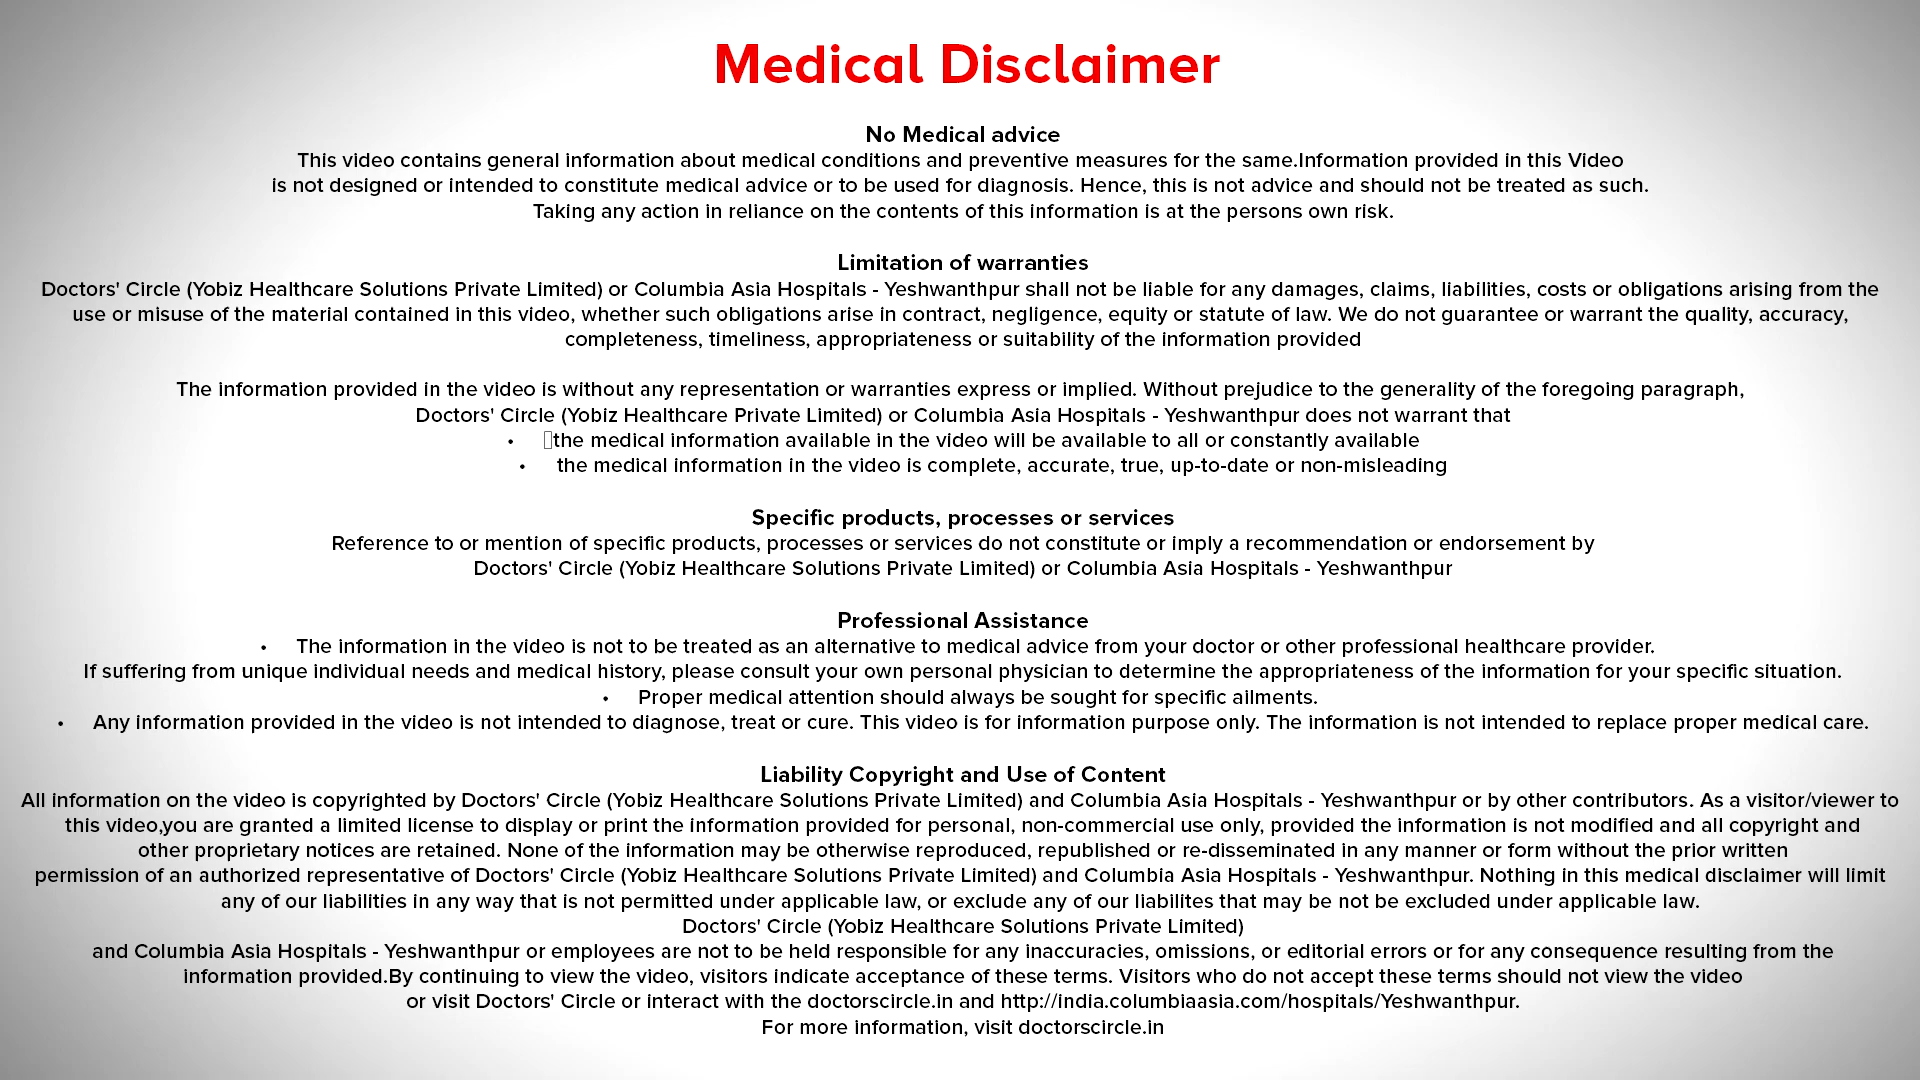 Medical Disclaimer
No Medical advice
This video contains general information about medical conditions and preventive measures for the same.Information provided in this Video
is not designed or intended to constitute medical advice or to be used for diagnosis. Hence, this is not advice and should not be treated as such.
Taking any action in reliance on the contents of this information is at the persons own risk.
Limitation of warranties
Doctors' Circle (Yobiz Healthcare Solutions Private Limited) or Columbia Asia Hospitals - Yeshwanthpur shall not be liable for any damages, claims, liabilities, costs or obligations arising from the
use or misuse of the material contained in this video, whether such obligations arise in contract, negligence, equity or statute of law. We do not guarantee or warrant the quality, accuracy,
completeness, timeliness, appropriateness or suitability of the information provided
The information provided in the video is without any representation or warranties express or implied. Without prejudice to the generality of the foregoing paragraph,
Doctors' Circle (Yobiz Healthcare Private Limited) or Columbia Asia Hospitals - Yeshwanthpur does not warrant that
• the medical information available in the video will be available to all or constantly available
• the medical information in the video is complete, accurate, true, up-to-date or non-misleading
Specific products, processes or services
Reference to or mention of specific products, processes or services do not constitute or imply a recommendation or endorsement by
Doctors' Circle (Yobiz Healthcare Solutions Private Limited) or Columbia Asia Hospitals - Yeshwanthpur
Professional Assistance
• The information in the video is not to be treated as an alternative to medical advice from your doctor or other professional healthcare provider.
If suffering from unique individual needs and medical history, please consult your own personal physician to determine the appropriateness of the information for your specific situation.
• Proper medical attention should always be sought for specific ailments.
• Any information provided in the video is not intended to diagnose, treat or cure. This video is for information purpose only. The information is not intended to replace proper medical care.
Liability Copyright and Use of Content
All information on the video is copyrighted by Doctors' Circle (Yobiz Healthcare Solutions Private Limited) and Columbia Asia Hospitals - Yeshwanthpur or by other contributors. As a visitor/viewer to
this video,you are granted a limited license to display or print the information provided for personal, non-commercial use only, provided the information is not modified and all copyright and
other proprietary notices are retained. None of the information may be otherwise reproduced, republished or re-disseminated in any manner or form without the prior written
permission of an authorized representative of Doctors' Circle (Yobiz Healthcare Solutions Private Limited) and Columbia Asia Hospitals - Yeshwanthpur. Nothing in this medical disclaimer will limit
any of our liabilities in any way that is not permitted under applicable law, or exclude any of our liabilites that may be not be excluded under applicable law.
Doctors' Circle (Yobiz Healthcare Solutions Private Limited)
and Columbia Asia Hospitals - Yeshwanthpur or employees are not to be held responsible for any inaccuracies, omissions, or editorial errors or for any consequence resulting from the
information provided.By continuing to view the video, visitors indicate acceptance of these terms. Visitors who do not accept these terms should not view the video
or visit Doctors' Circle or interact with the doctorscircle.in and http://india.columbiaasia.com/hospitals/Yeshwanthpur.
For more information, visit doctorscircle.in